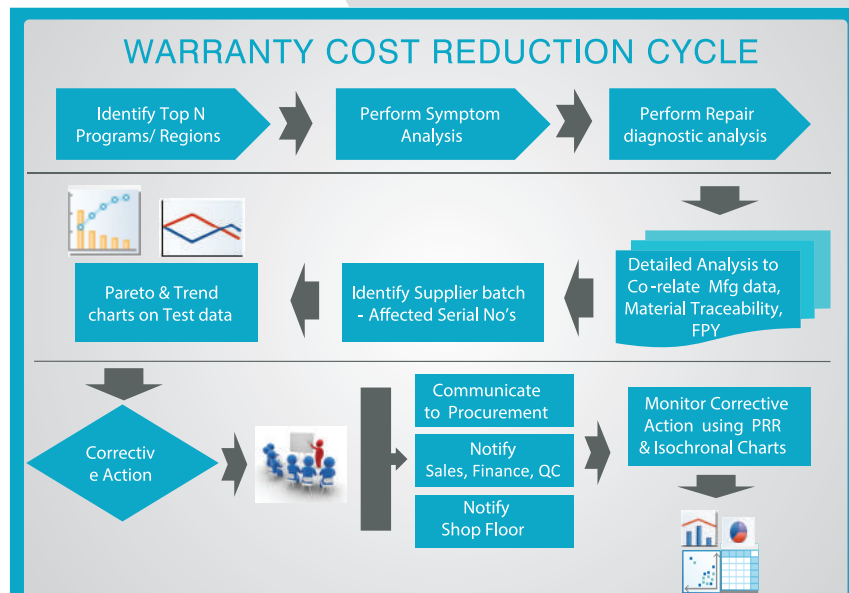 WARRANTY COST REDUCTION CYCLE
Identify Top N
Programs/ Regions
Perform Symptom
Analysis
Perform Repair
diagnostic analysis
Pareto & Trend
charts on Test data
Identify Supplier batch
- Affected Serial No's
Detailed Analysis to
Co-relate Mfg data,
Material Traceability,
FPY
Correctiv
e Action
Communicate
to Procurement
Notify
Sales, Finance, QC
Notify
Shop Floor
Monitor Corrective
Action using PRR
& Isochronal Charts